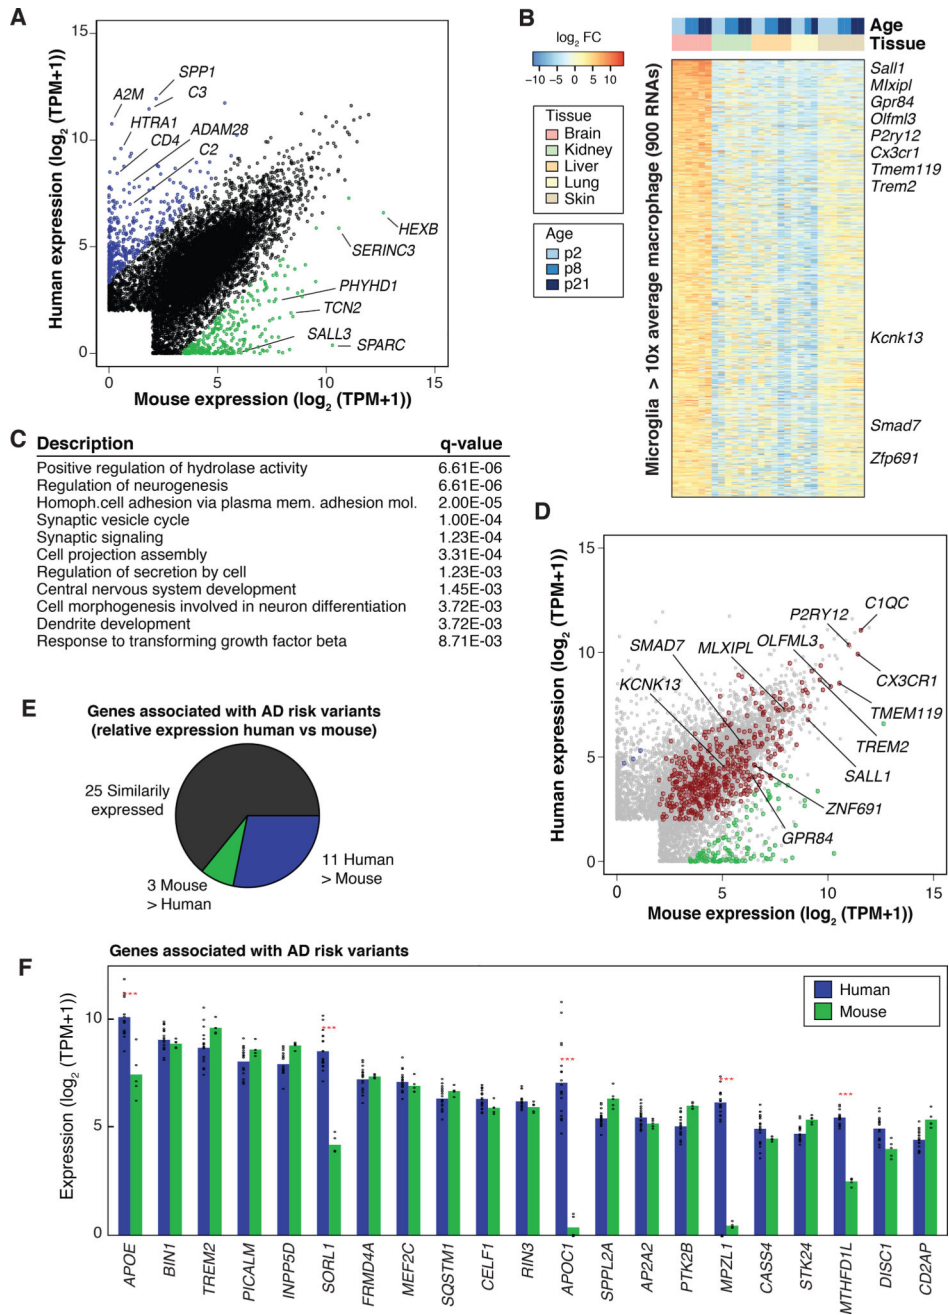 A
Human expression (log2 (TPM+1))
15
10
5
0
0 5 10 15
Mouse expression (log2 (TPM+1))
SPP1
C3
A2M
HTRA1
CD4
ADAM28
C2
HEXB
SERINC3
PHYHD1
TCN2
SALL3
SPARC
B
log2 FC
−10 −5 0 5 10
Tissue
Brain
Kidney
Liver
Lung
Skin
Age
p2
p8
p21
Microglia > 10x average macrophage (900 RNAs)
Age
Tissue
Sall1
Mlxipl
Gpr84
Olfml3
P2ry12
Cx3cr1
Tmem119
Trem2
Kcnk13
Smad7
Zfp691
C
Description q-value
Positive regulation of hydrolase activity 6.61E-06
Regulation of neurogenesis 6.61E-06
Homoph.cell adhesion via plasma mem. adhesion mol. 2.00E-05
Synaptic vesicle cycle 1.00E-04
Synaptic signaling 1.23E-04
Cell projection assembly 3.31E-04
Regulation of secretion by cell 1.23E-03
Central nervous system development 1.45E-03
Cell morphogenesis involved in neuron differentiation 3.72E-03
Dendrite development 3.72E-03
Response to transforming growth factor beta 8.71E-03
D
Human expression (log2 (TPM+1))
15
10
5
0
0 5 10 15
Mouse expression (log2 (TPM+1))
C1QC
P2RY12
OLFML3
MLXIPL
SMAD7
KCNK13
CX3CR1
TMEM119
TREM2
SALL1
ZNF691
GPR84
E
Genes associated with AD risk variants
(relative expression human vs mouse)
25 Similarily
expressed
11 Human
> Mouse
3 Mouse
> Human
F
Genes associated with AD risk variants
Expression (log2 (TPM+1))
10
5
0
Human
Mouse
***
***
***
***
***
APOE
BIN1
TREM2
PICALM
INPP5D
SORL1
FRMD4A
MEF2C
SQSTM1
CELF1
RIN3
APOC1
SPPL2A
AP2A2
PTK2B
MPZL1
CASS4
STK24
MTHFD1L
DISC1
CD2AP